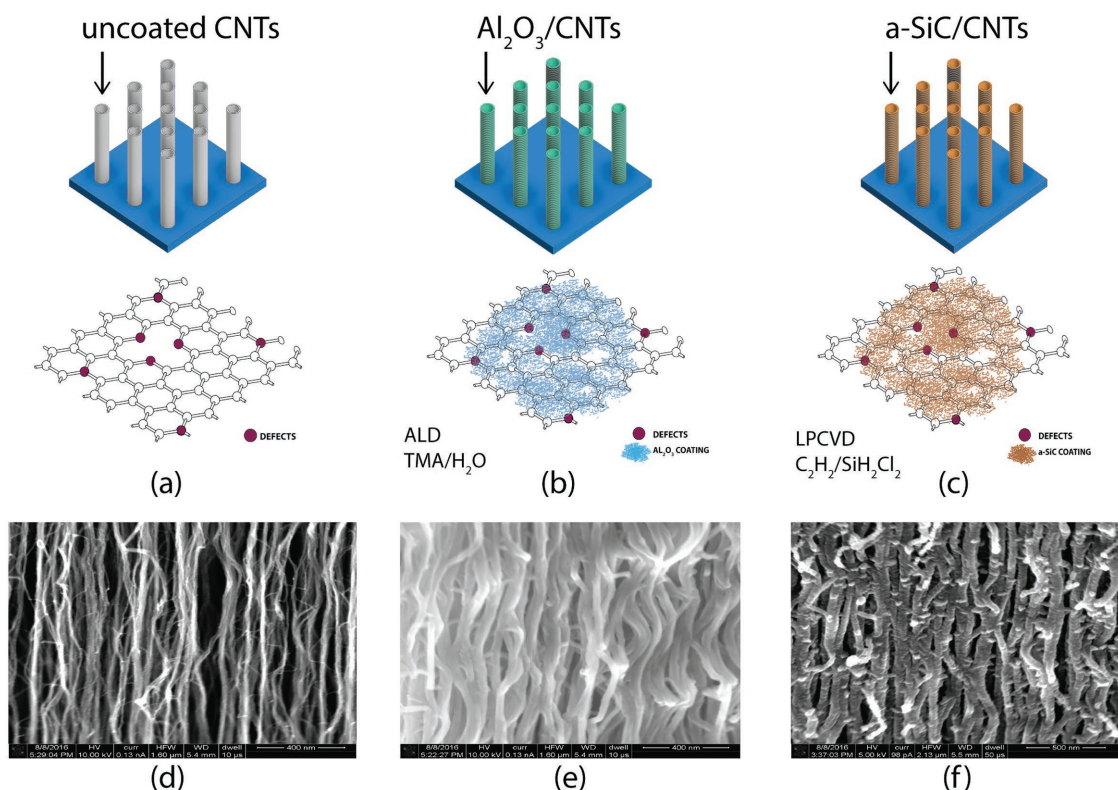 uncoated CNTs
Al₂O₃/CNTs
a-SiC/CNTs
DEFECTS
(a)
ALD
TMA/H₂O
DEFECTS
Al₂O₃ COATING
(b)
LPCVD
C₂H₂/SiH₂Cl₂
DEFECTS
a-SiC COATING
(c)
8/8/2016 HV curr HFW WD dwell
5:29:04 PM 10.00 kV 0.13 nA 1.60 µm 5.4 mm 10 µs
400 nm
(d)
8/8/2016 HV curr HFW WD dwell
5:22:27 PM 10.00 kV 0.13 nA 1.60 µm 5.4 mm 10 µs
400 nm
(e)
8/8/2016 HV curr HFW WD dwell
3:37:03 PM 5.00 kV 98 pA 2.13 µm 5.5 mm 50 µs
500 nm
(f)